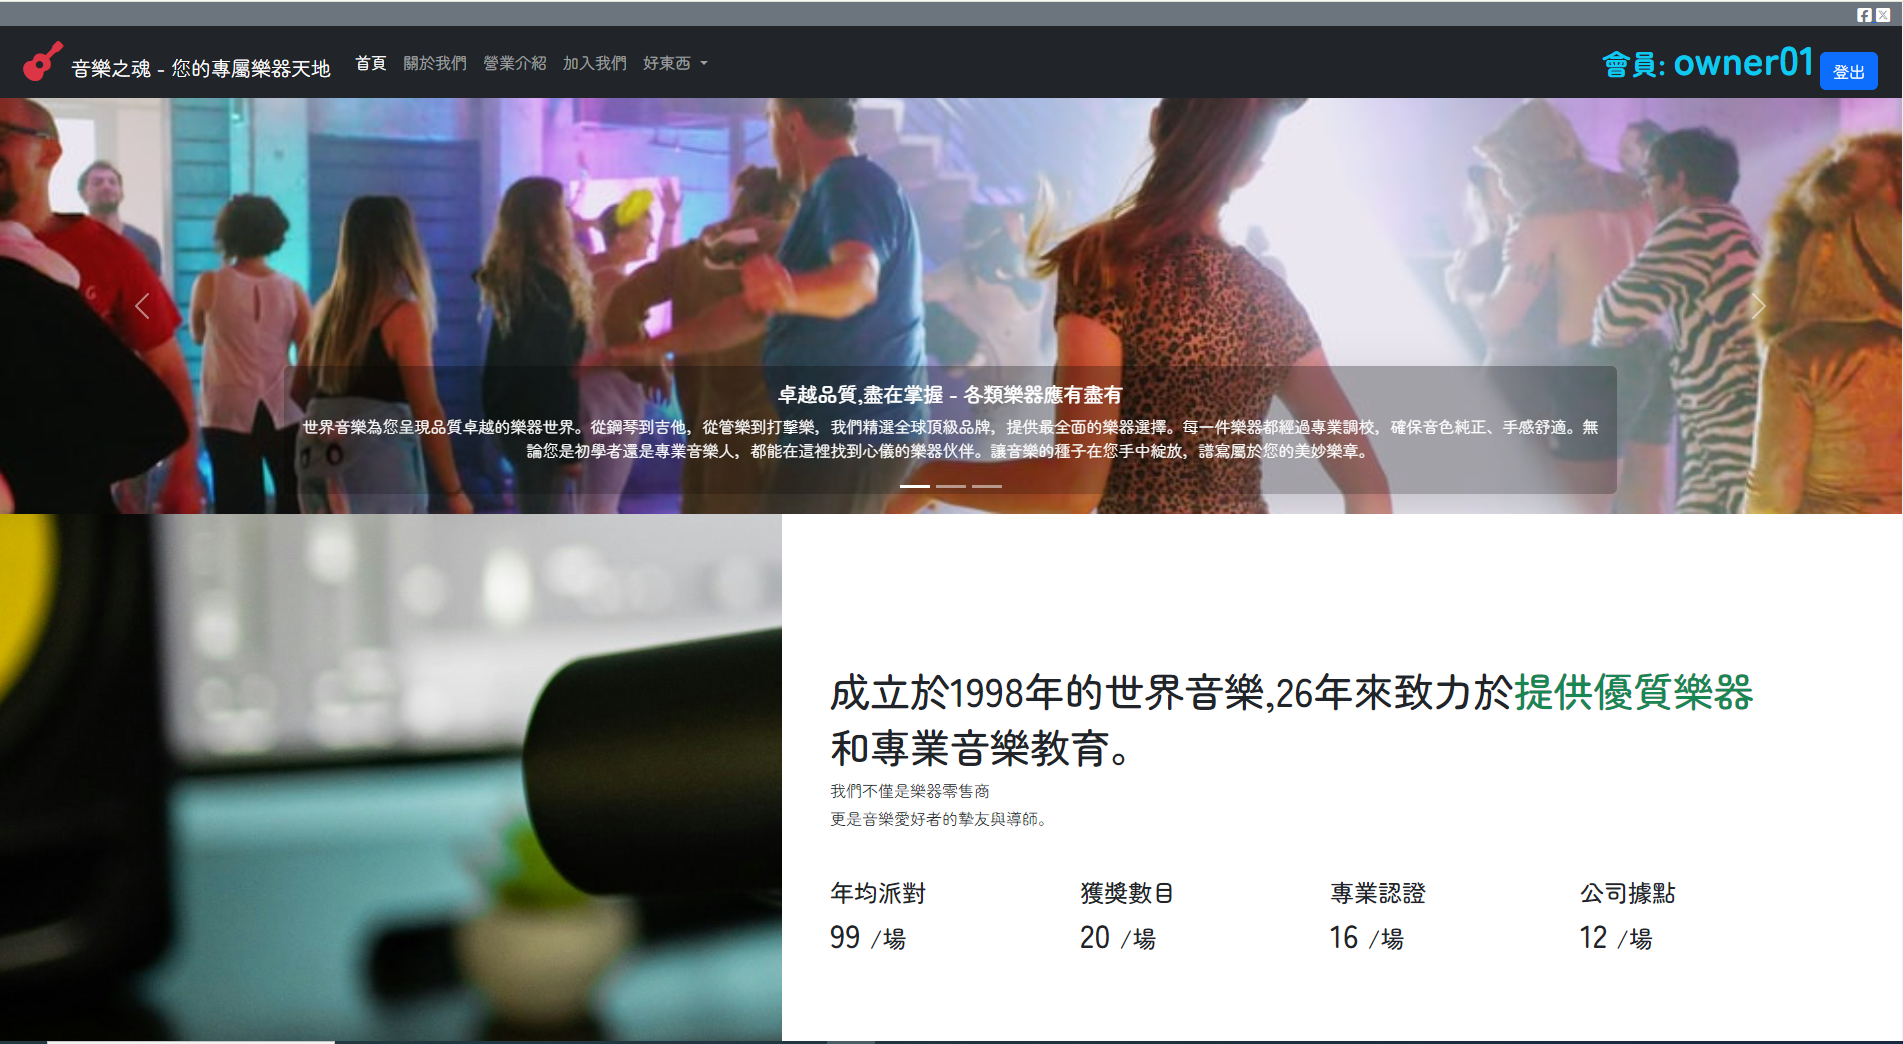 音樂之魂 - 您的專屬樂器天地 首頁 關於我們 營業介紹 加入我們 好東西 會員: owner01 登出
卓越品質,盡在掌握 - 各類樂器應有盡有
世界音樂為您呈現品質卓越的樂器世界。從鋼琴到吉他，從管樂到打擊樂，我們精選全球頂級品牌，提供最全面的樂器選擇。每一件樂器都經過專業調校，確保音色純正、手感舒適。無
論您是初學者還是專業音樂人，都能在這裡找到心儀的樂器伙伴。讓音樂的種子在您手中綻放，譜寫屬於您的美妙樂章。
成立於1998年的世界音樂,26年來致力於提供優質樂器
和專業音樂教育。
我們不僅是樂器零售商
更是音樂愛好者的摯友與導師。
年均派對 獲獎數目 專業認證 公司據點
99 /場 20 /場 16 /場 12 /場